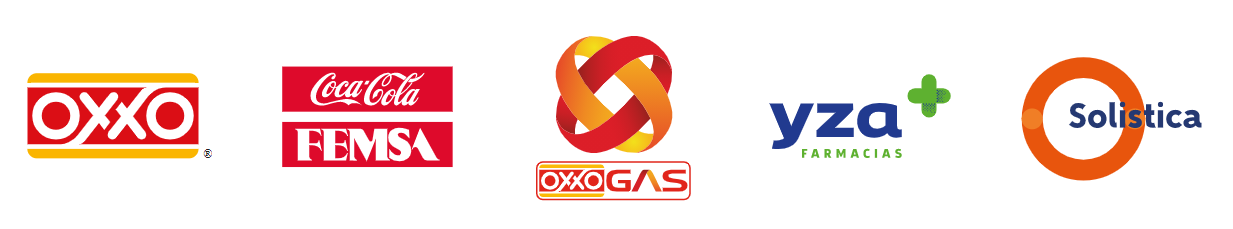 OXXO
®
Coca-Cola
FEMSA
OXXO GAS
yza
FARMACIAS
Solistica